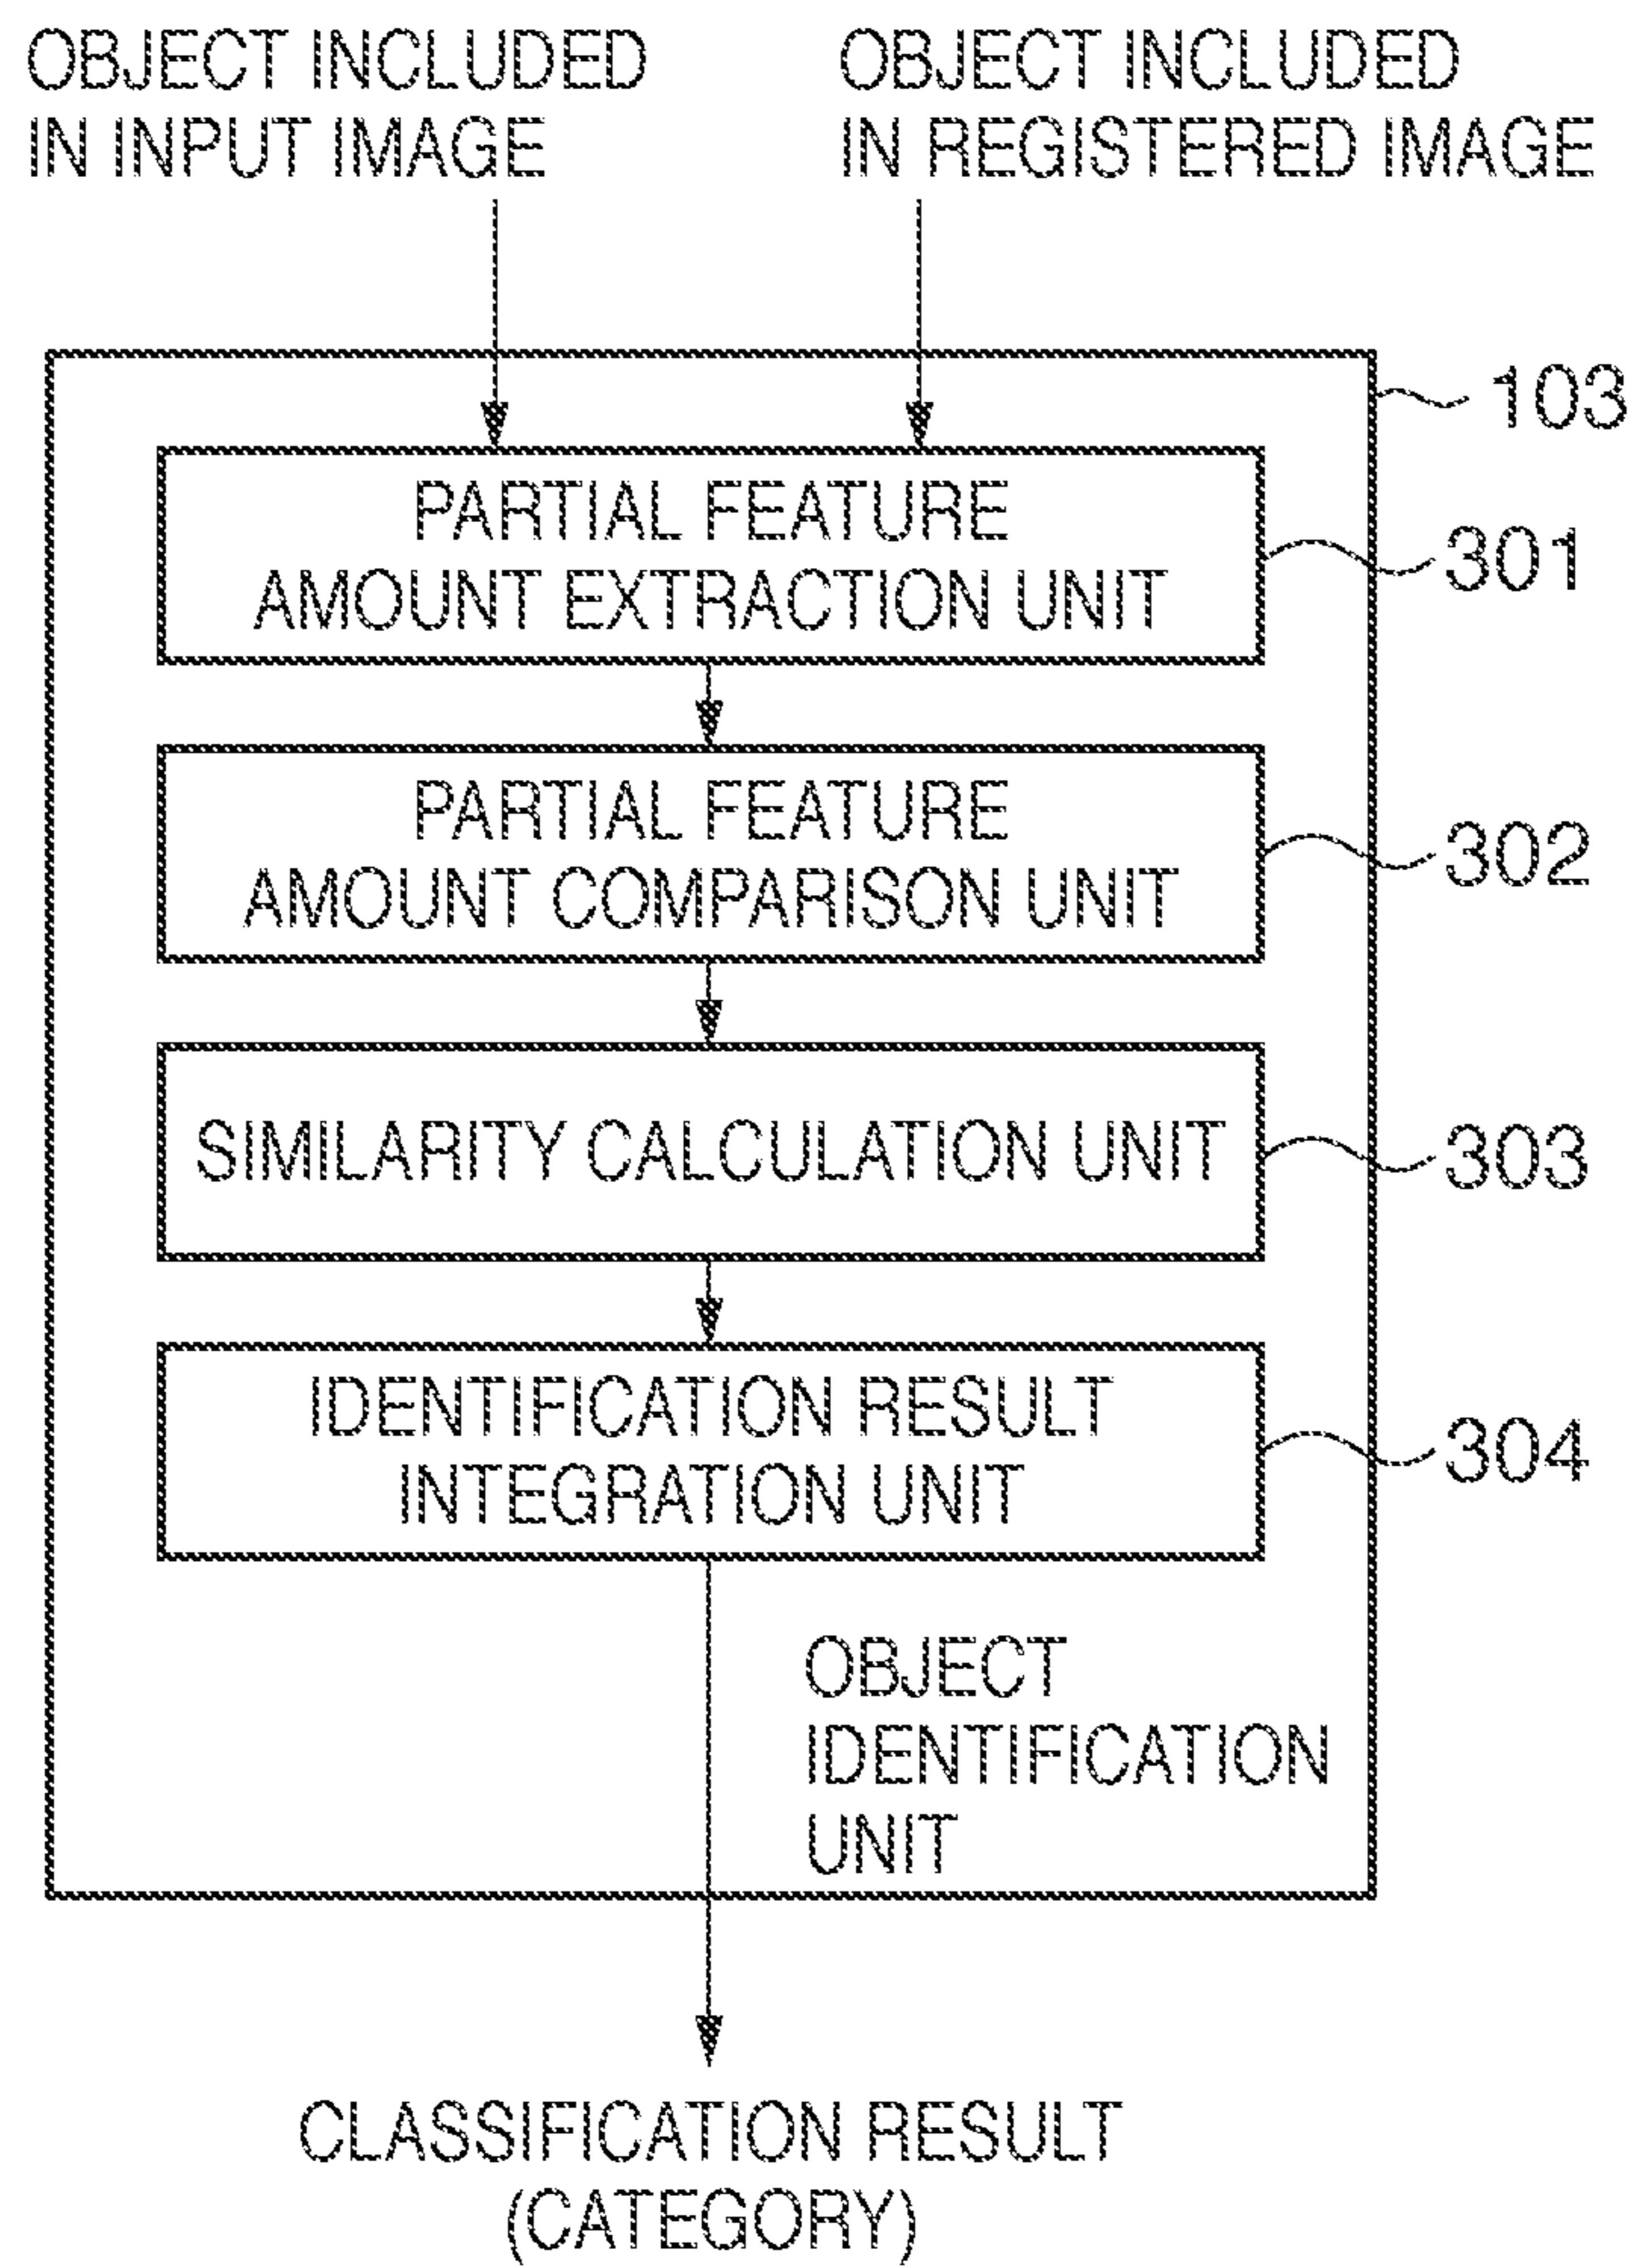 OBJECT INCLUDED
IN INPUT IMAGE
OBJECT INCLUDED
IN REGISTERED IMAGE
103
PARTIAL FEATURE
AMOUNT EXTRACTION UNIT
301
PARTIAL FEATURE
AMOUNT COMPARISON UNIT
302
SIMILARITY CALCULATION UNIT
303
IDENTIFICATION RESULT
INTEGRATION UNIT
304
OBJECT
IDENTIFICATION
UNIT
CLASSIFICATION RESULT
(CATEGORY)